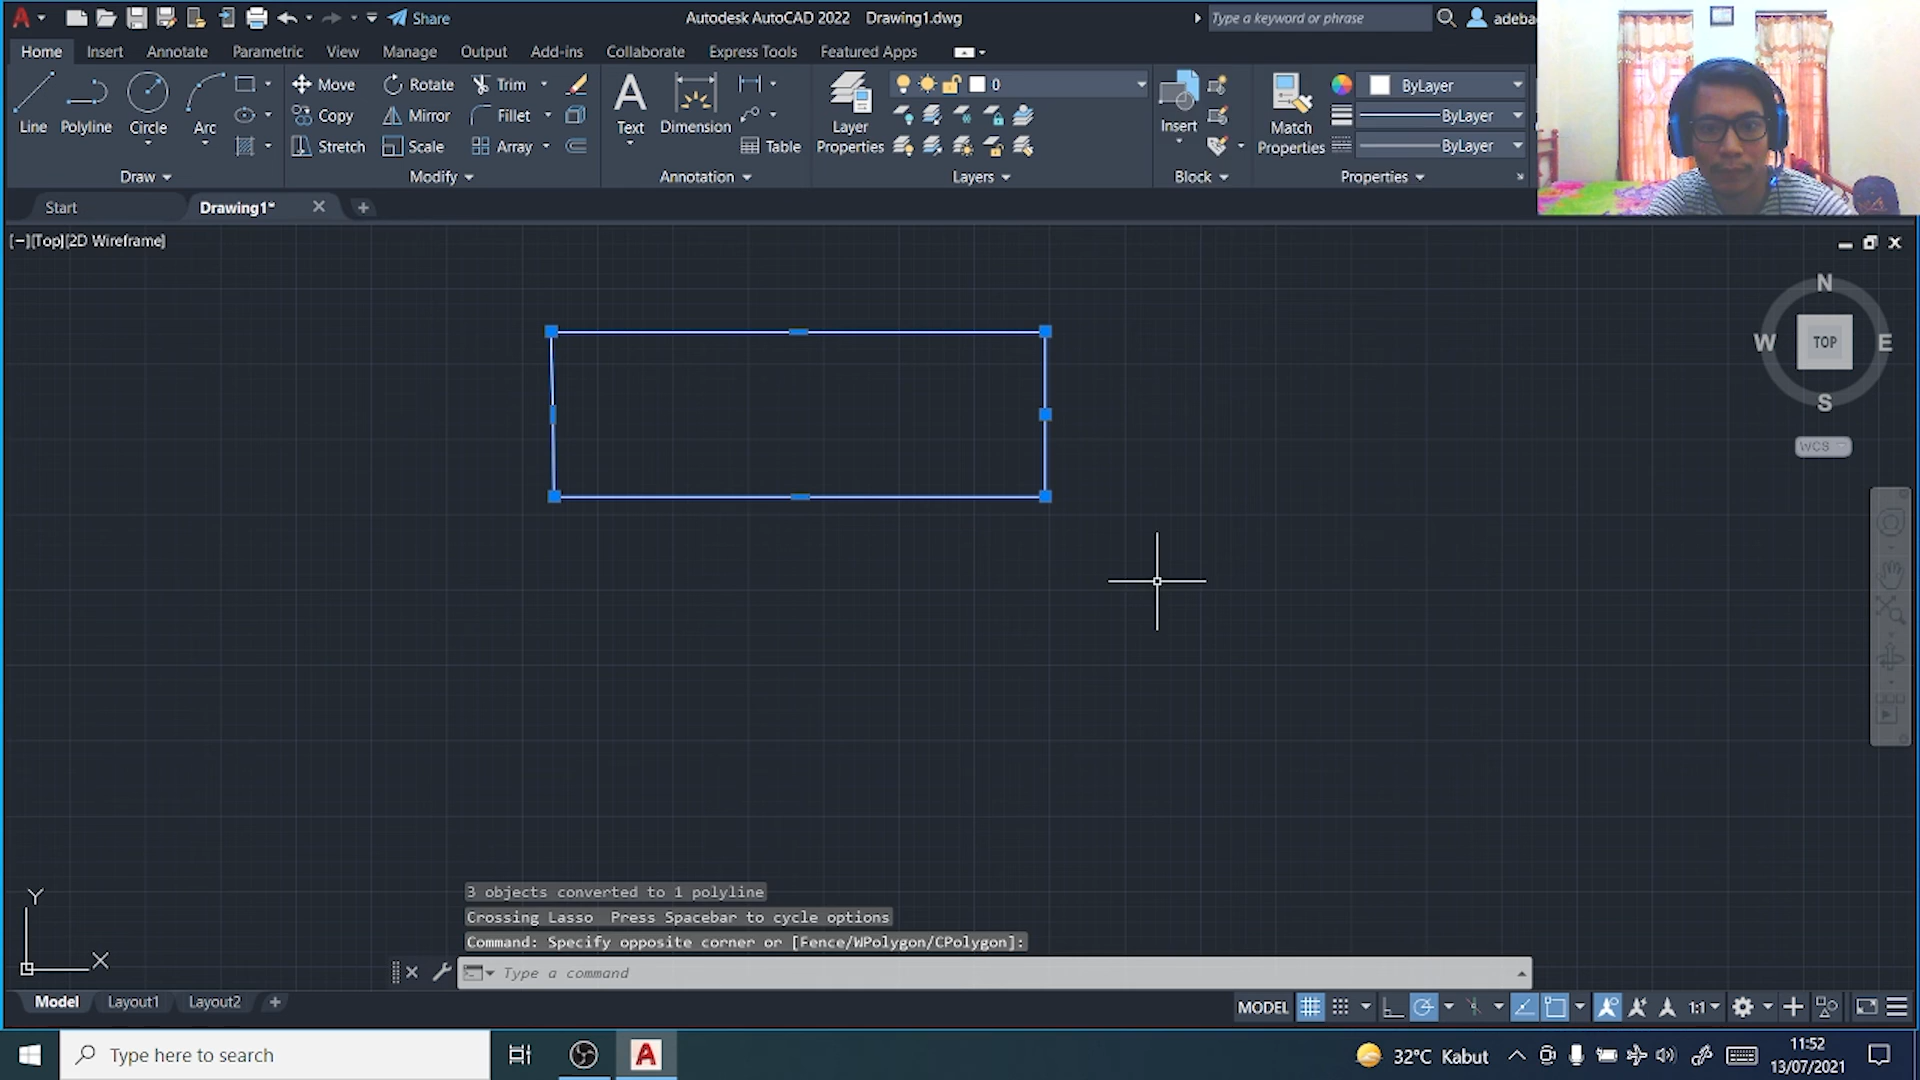 Share
Autodesk AutoCAD 2022 Drawing1.dwg
Type a keyword or phrase
Home Insert Annotate Parametric View Manage Output Add-ins Collaborate Express Tools Featured Apps
Line Polyline Circle Arc
Move Rotate Trim
Copy Mirror Fillet
Stretch Scale Array
Text Dimension Table
Layer Properties
0
Insert
Match Properties
ByLayer
ByLayer
ByLayer
Draw Modify Annotation Layers Block Properties
Start Drawing1*
[−][Top][2D Wireframe]
N
W TOP E
S
WCS
3 objects converted to 1 polyline
Crossing Lasso Press Spacebar to cycle options
Command: Specify opposite corner or [Fence/WPolygon/CPolygon]:
Y
X
Type a command
Model Layout1 Layout2
MODEL 1:1
Type here to search
32°C Kabut
11:52
13/07/2021